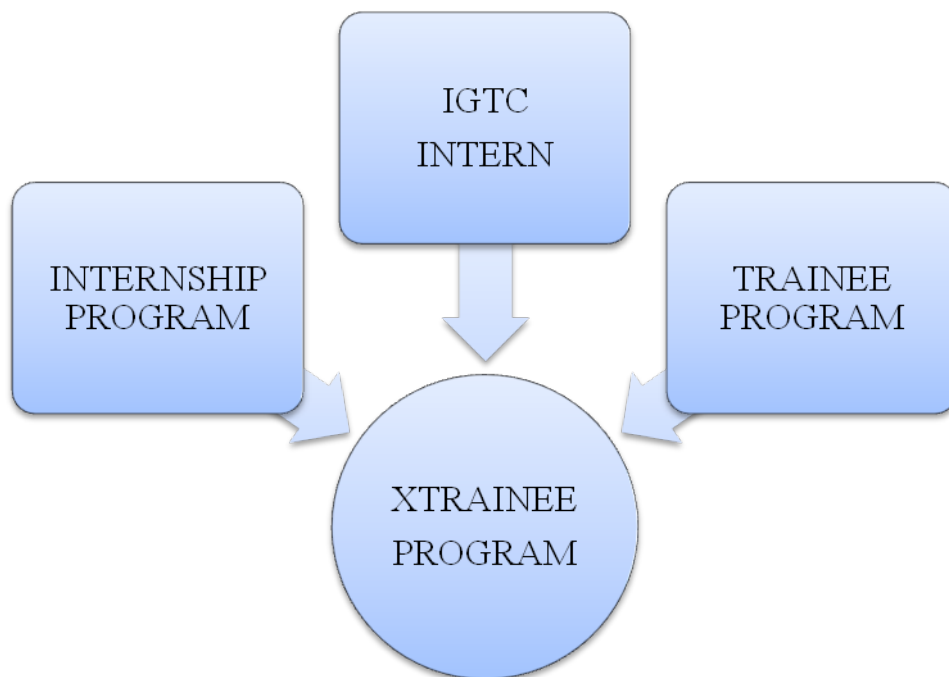 IGTC
INTERN
INTERNSHIP
PROGRAM
TRAINEE
PROGRAM
XTRAINEE
PROGRAM